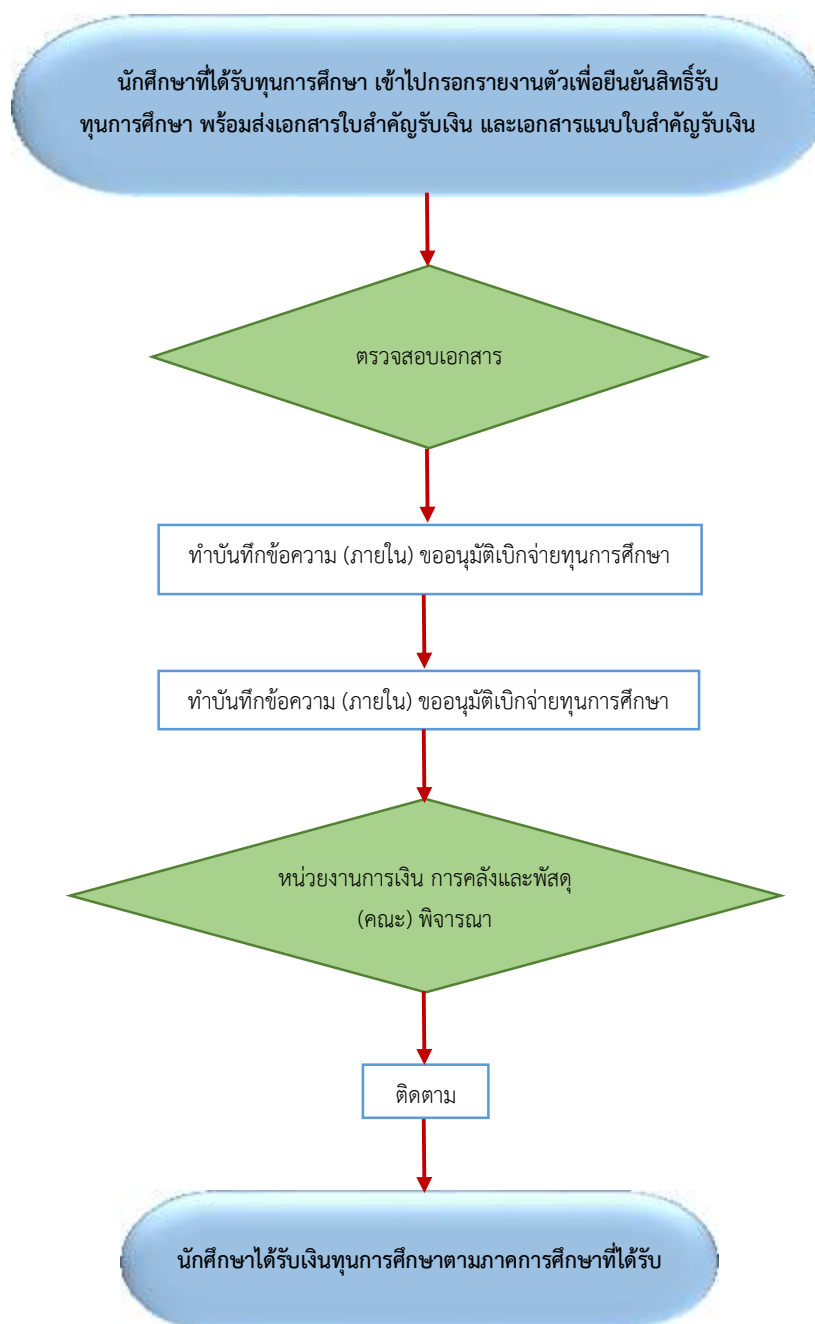 นักศึกษาที่ได้รับทุนการศึกษา เข้าไปกรอกรายงานตัวเพื่อยืนยันสิทธิ์รับ
ทุนการศึกษา พร้อมส่งเอกสารใบสำคัญรับเงิน และเอกสารแนบใบสำคัญรับเงิน
ตรวจสอบเอกสาร
ทำบันทึกข้อความ (ภายใน) ขออนุมัติเบิกจ่ายทุนการศึกษา
ทำบันทึกข้อความ (ภายใน) ขออนุมัติเบิกจ่ายทุนการศึกษา
หน่วยงานการเงิน การคลังและพัสดุ
(คณะ) พิจารณา
ติดตาม
นักศึกษาได้รับเงินทุนการศึกษาตามภาคการศึกษาที่ได้รับ